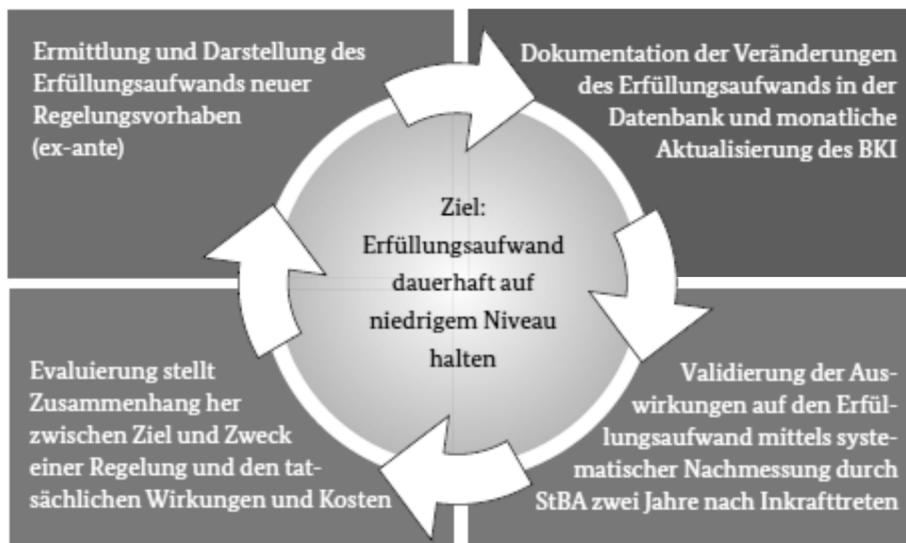 Ermittlung und Darstellung des
Erfüllungsaufwands neuer
Regelungsvorhaben
(ex-ante)
Dokumentation der Veränderungen
des Erfüllungsaufwands in der
Datenbank und monatliche
Aktualisierung des BKI
Ziel:
Erfüllungsaufwand
dauerhaft auf
niedrigem Niveau
halten
Evaluierung stellt
Zusammenhang her
zwischen Ziel und Zweck
einer Regelung und den tat-
sächlichen Wirkungen und Kosten
Validierung der Aus-
wirkungen auf den Erfül-
lungsaufwand mittels syste-
matischer Nachmessung durch
StBA zwei Jahre nach Inkrafttreten